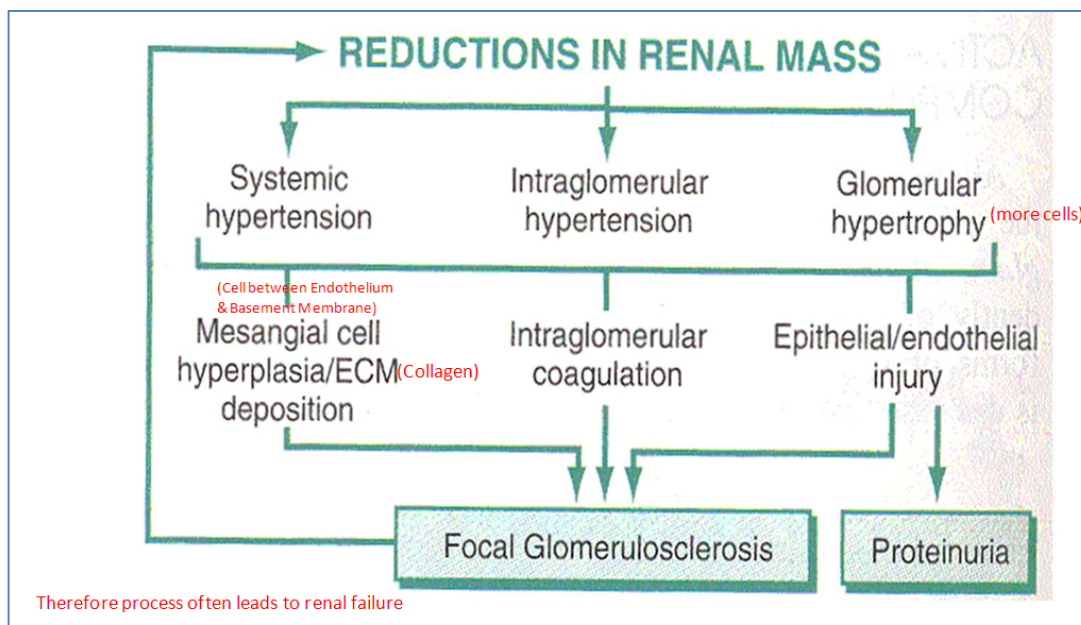 REDUCTIONS IN RENAL MASS
Systemic
hypertension
Intraglomerular
hypertension
Glomerular
hypertrophy (more cells)
(Cell between Endothelium
& Basement Membrane)
Mesangial cell
hyperplasia/ECM (Collagen)
deposition
Intraglomerular
coagulation
Epithelial/endothelial
injury
Focal Glomerulosclerosis
Proteinuria
Therefore process often leads to renal failure